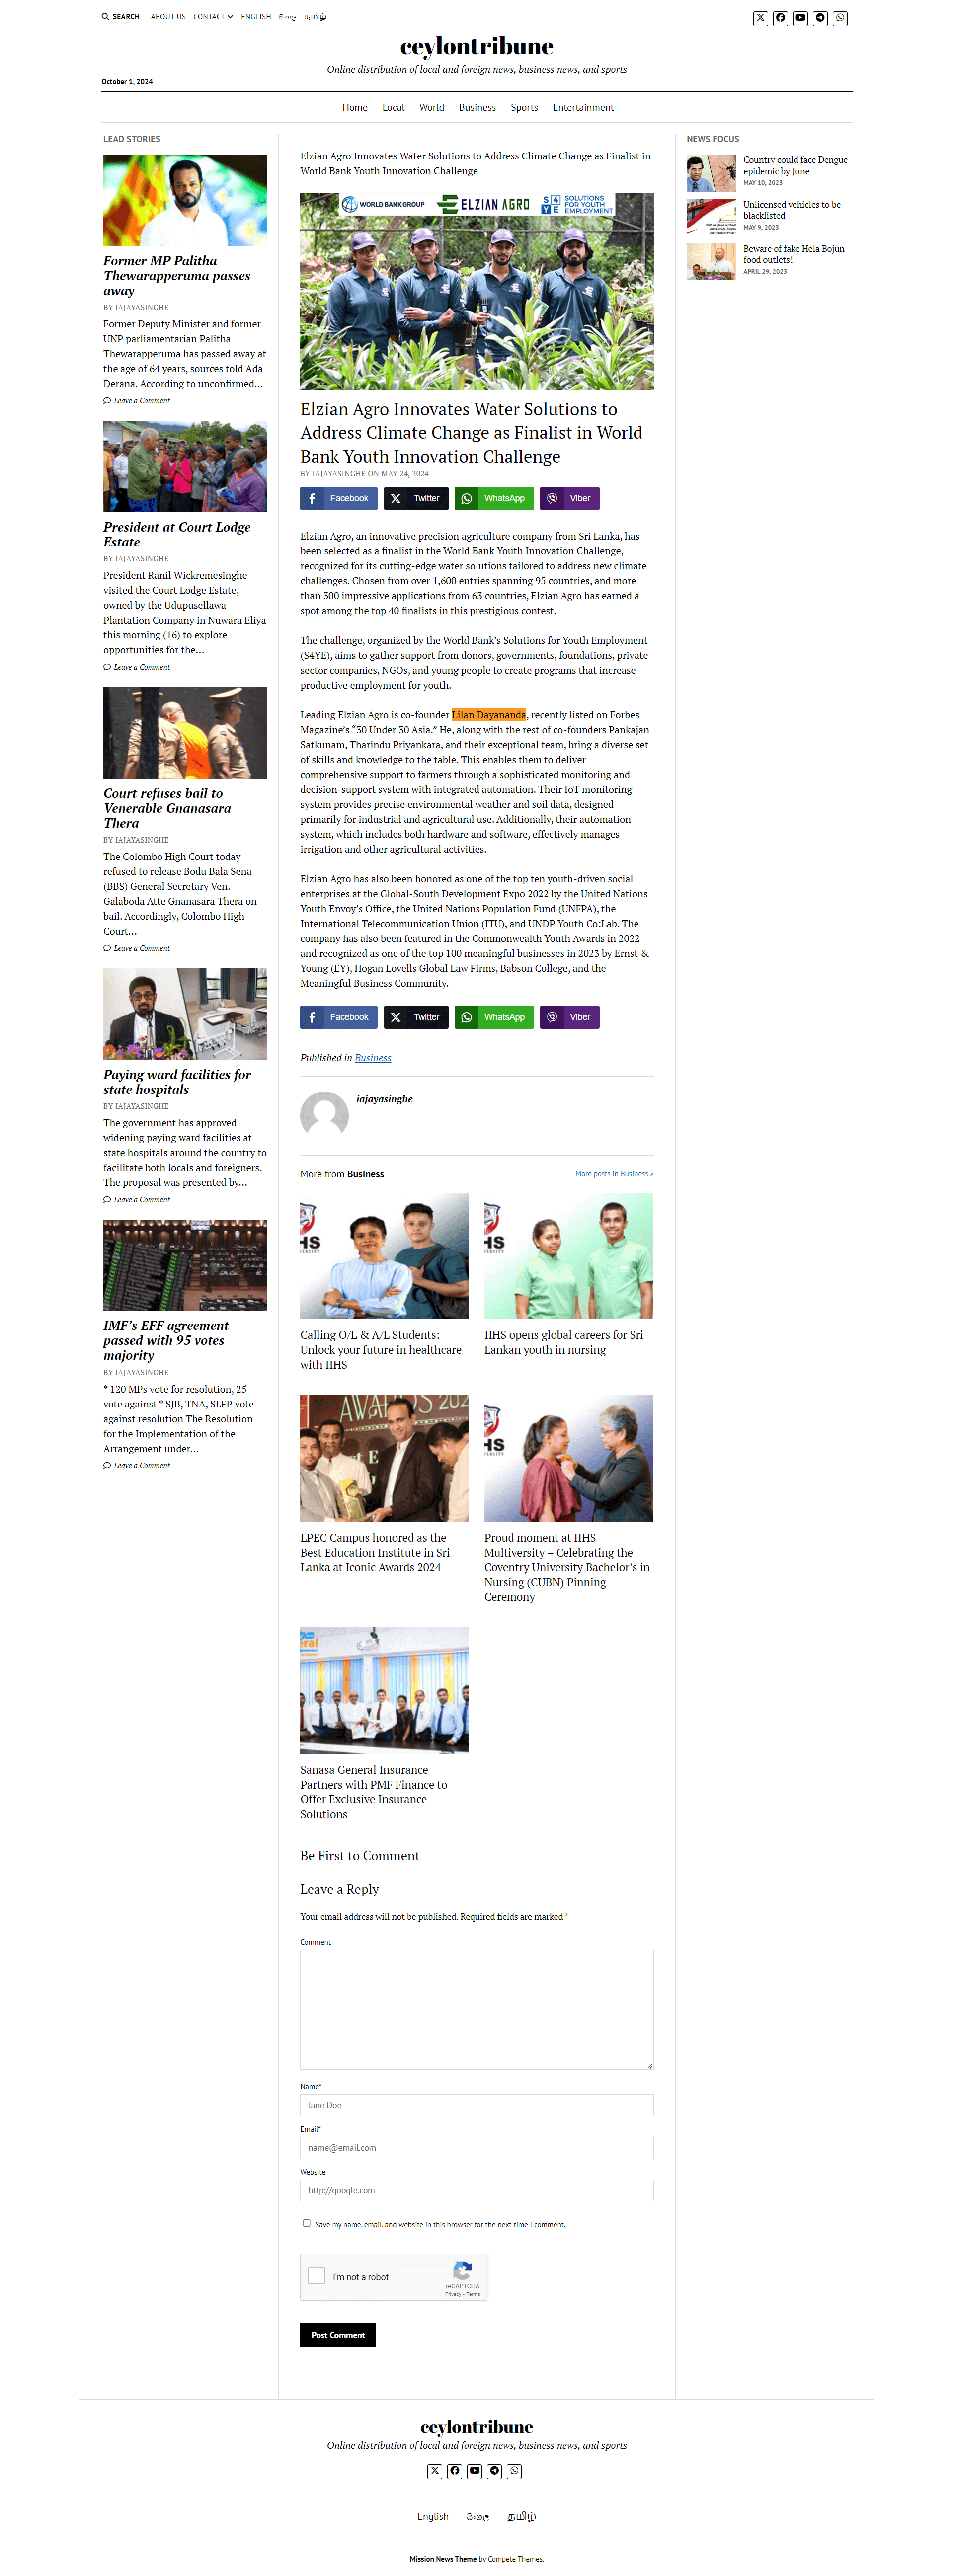 SEARCH ABOUT US CONTACT ENGLISH සිංහල தமிழ்
ceylontribune
Online distribution of local and foreign news, business news, and sports
October 1, 2024
Home Local World Business Sports Entertainment
LEAD STORIES
Former MP Palitha
Thewarapperuma passes
away
BY IAJAYASINGHE
Former Deputy Minister and former
UNP parliamentarian Palitha
Thewarapperuma has passed away at
the age of 64 years, sources told Ada
Derana. According to unconfirmed…
Leave a Comment
President at Court Lodge
Estate
BY IAJAYASINGHE
President Ranil Wickremesinghe
visited the Court Lodge Estate,
owned by the Udupusellawa
Plantation Company in Nuwara Eliya
this morning (16) to explore
opportunities for the…
Leave a Comment
Court refuses bail to
Venerable Gnanasara
Thera
BY IAJAYASINGHE
The Colombo High Court today
refused to release Bodu Bala Sena
(BBS) General Secretary Ven.
Galaboda Atte Gnanasara Thera on
bail. Accordingly, Colombo High
Court…
Leave a Comment
Paying ward facilities for
state hospitals
BY IAJAYASINGHE
The government has approved
widening paying ward facilities at
state hospitals around the country to
facilitate both locals and foreigners.
The proposal was presented by…
Leave a Comment
IMF's EFF agreement
passed with 95 votes
majority
BY IAJAYASINGHE
* 120 MPs vote for resolution, 25
vote against * SJB, TNA, SLFP vote
against resolution The Resolution
for the Implementation of the
Arrangement under…
Leave a Comment
Elzian Agro Innovates Water Solutions to Address Climate Change as Finalist in
World Bank Youth Innovation Challenge
WORLD BANK GROUP ELZIAN AGRO S4YE SOLUTIONS FOR YOUTH EMPLOYMENT
Elzian Agro Innovates Water Solutions to
Address Climate Change as Finalist in World
Bank Youth Innovation Challenge
BY IAJAYASINGHE ON MAY 24, 2024
Facebook Twitter WhatsApp Viber
Elzian Agro, an innovative precision agriculture company from Sri Lanka, has
been selected as a finalist in the World Bank Youth Innovation Challenge,
recognized for its cutting-edge water solutions tailored to address new climate
challenges. Chosen from over 1,600 entries spanning 95 countries, and more
than 300 impressive applications from 63 countries, Elzian Agro has earned a
spot among the top 40 finalists in this prestigious contest.
The challenge, organized by the World Bank's Solutions for Youth Employment
(S4YE), aims to gather support from donors, governments, foundations, private
sector companies, NGOs, and young people to create programs that increase
productive employment for youth.
Leading Elzian Agro is co-founder Lilan Dayananda, recently listed on Forbes
Magazine's “30 Under 30 Asia.” He, along with the rest of co-founders Pankajan
Satkunam, Tharindu Priyankara, and their exceptional team, bring a diverse set
of skills and knowledge to the table. This enables them to deliver
comprehensive support to farmers through a sophisticated monitoring and
decision-support system with integrated automation. Their IoT monitoring
system provides precise environmental weather and soil data, designed
primarily for industrial and agricultural use. Additionally, their automation
system, which includes both hardware and software, effectively manages
irrigation and other agricultural activities.
Elzian Agro has also been honored as one of the top ten youth-driven social
enterprises at the Global-South Development Expo 2022 by the United Nations
Youth Envoy's Office, the United Nations Population Fund (UNFPA), the
International Telecommunication Union (ITU), and UNDP Youth Co:Lab. The
company has also been featured in the Commonwealth Youth Awards in 2022
and recognized as one of the top 100 meaningful businesses in 2023 by Ernst &
Young (EY), Hogan Lovells Global Law Firms, Babson College, and the
Meaningful Business Community.
Facebook Twitter WhatsApp Viber
Published in Business
iajayasinghe
More from Business
More posts in Business »
Calling O/L & A/L Students:
Unlock your future in healthcare
with IIHS
IIHS opens global careers for Sri
Lankan youth in nursing
LPEC Campus honored as the
Best Education Institute in Sri
Lanka at Iconic Awards 2024
Proud moment at IIHS
Multiversity – Celebrating the
Coventry University Bachelor's in
Nursing (CUBN) Pinning
Ceremony
Sanasa General Insurance
Partners with PMF Finance to
Offer Exclusive Insurance
Solutions
Be First to Comment
Leave a Reply
Your email address will not be published. Required fields are marked *
Comment
Name*
Jane Doe
Email*
name@email.com
Website
http://google.com
Save my name, email, and website in this browser for the next time I comment.
I'm not a robot
reCAPTCHA
Privacy - Terms
Post Comment
NEWS FOCUS
Country could face Dengue
epidemic by June
MAY 10, 2023
Unlicensed vehicles to be
blacklisted
MAY 9, 2023
Beware of fake Hela Bojun
food outlets!
APRIL 29, 2023
ceylontribune
Online distribution of local and foreign news, business news, and sports
English සිංහල தமிழ்
Mission News Theme by Compete Themes.